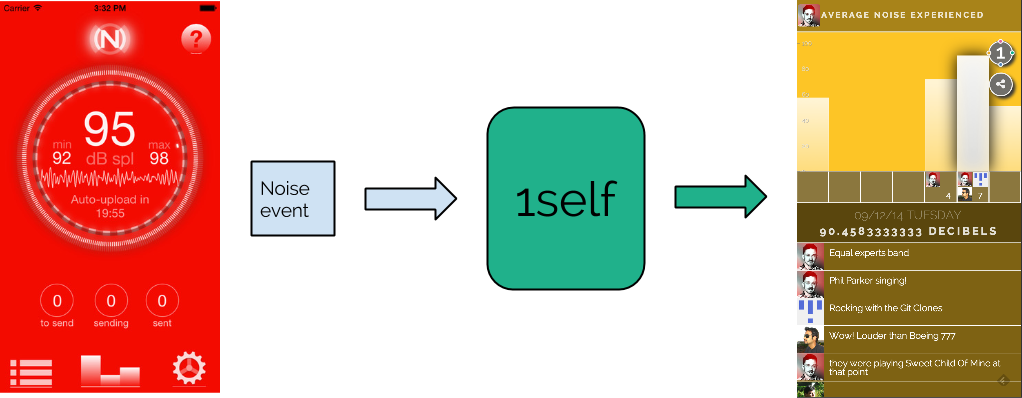 Carrier 3:32 PM
N
?
95
min max
92 dB spl 98
Auto-upload in
19:55
0 0 0
to send sending sent
Noise
event
1self
AVERAGE NOISE EXPERIENCED
1
4 7
09/12/14 TUESDAY
90.4583333333 DECIBELS
Equal experts band
Phil Parker singing!
Rocking with the Git Clones
Wow! Louder than Boeing 777
they were playing Sweet Child Of Mine at
that point